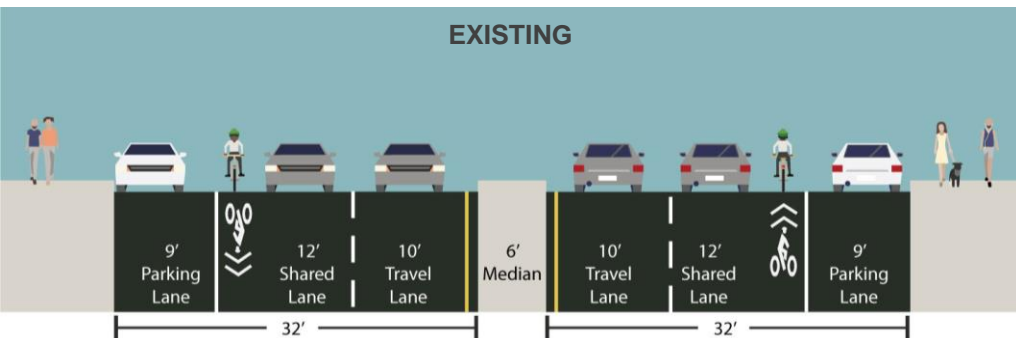 EXISTING
9'
Parking
Lane
12'
Shared
Lane
10'
Travel
Lane
6'
Median
10'
Travel
Lane
12'
Shared
Lane
9'
Parking
Lane
32'
32'